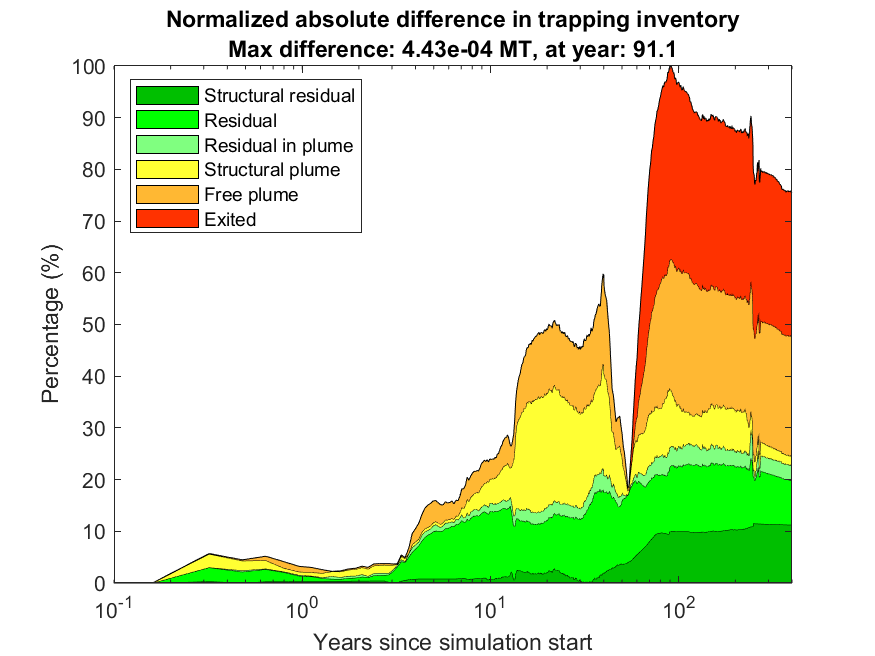 Normalized absolute difference in trapping inventory
Max difference: 4.43e-04 MT, at year: 91.1
100
90
80
70
60
50
40
30
20
10
0
Percentage (%)
Structural residual
Residual
Residual in plume
Structural plume
Free plume
Exited
10⁻¹ 10⁰ 10¹ 10²
Years since simulation start